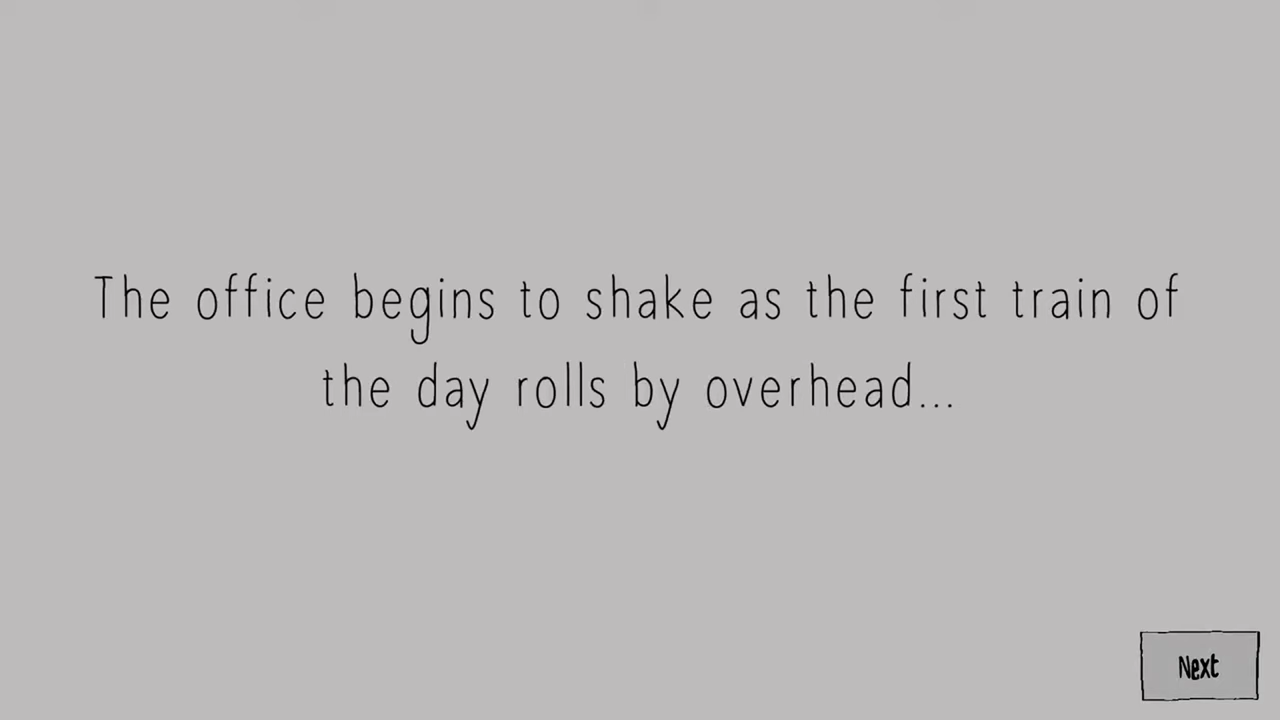 The office begins to shake as the first train of
the day rolls by overhead...
Next